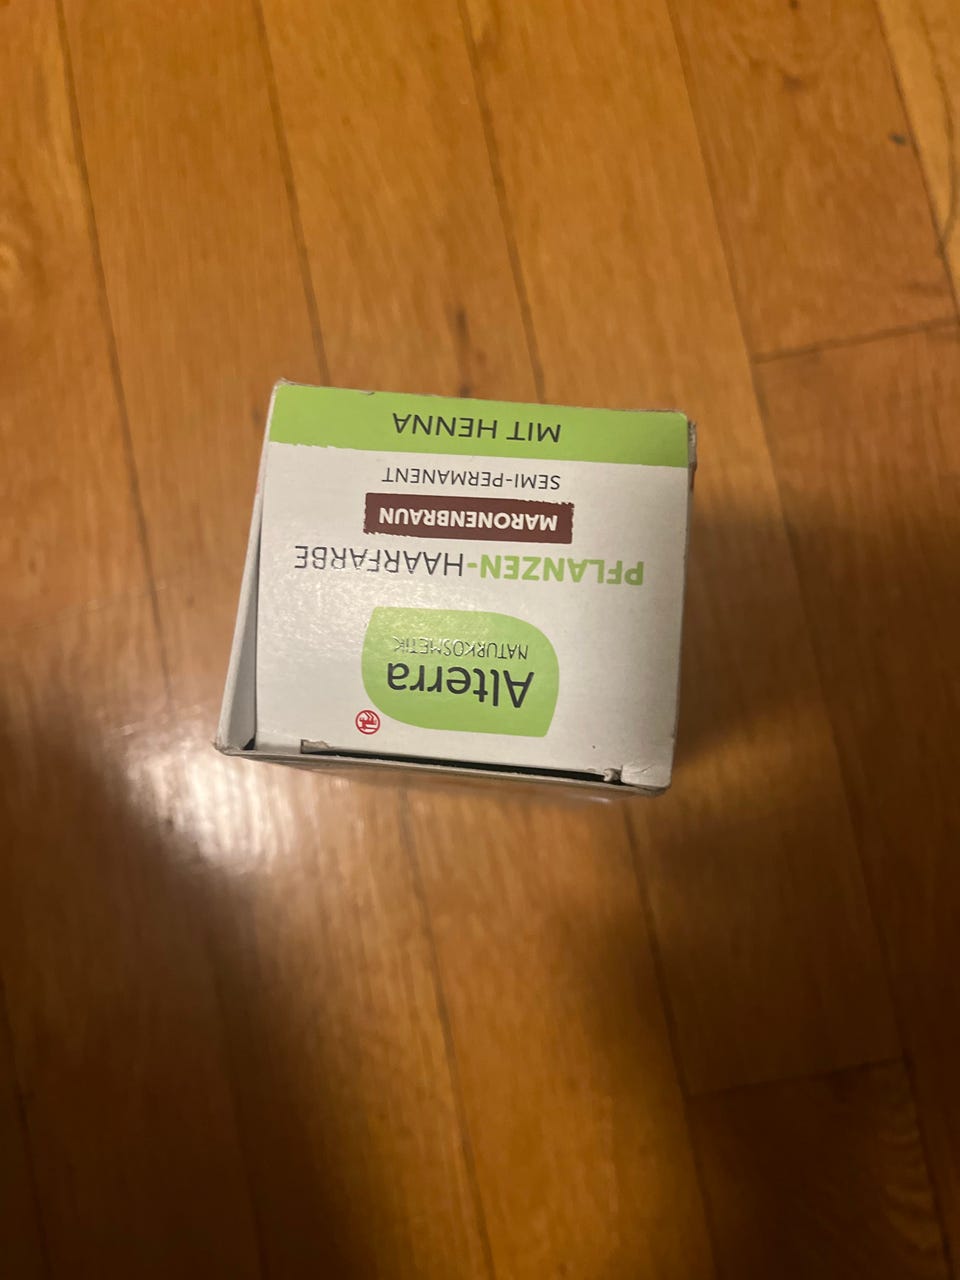 Alterra
NATURKOSMETIK
PFLANZEN-HAARFARBE
MARONENBRAUN
SEMI-PERMANENT
MIT HENNA